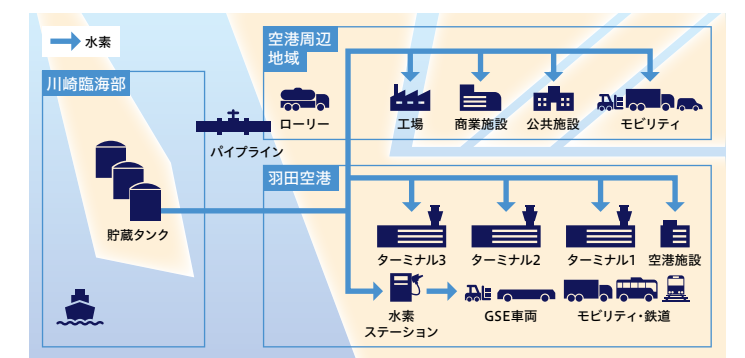 水素
空港周辺
地域
川崎臨海部
ローリー
工場
商業施設
公共施設
モビリティ
パイプライン
羽田空港
貯蔵タンク
ターミナル3
ターミナル2
ターミナル1
空港施設
水素
ステーション
GSE車両
モビリティ・鉄道